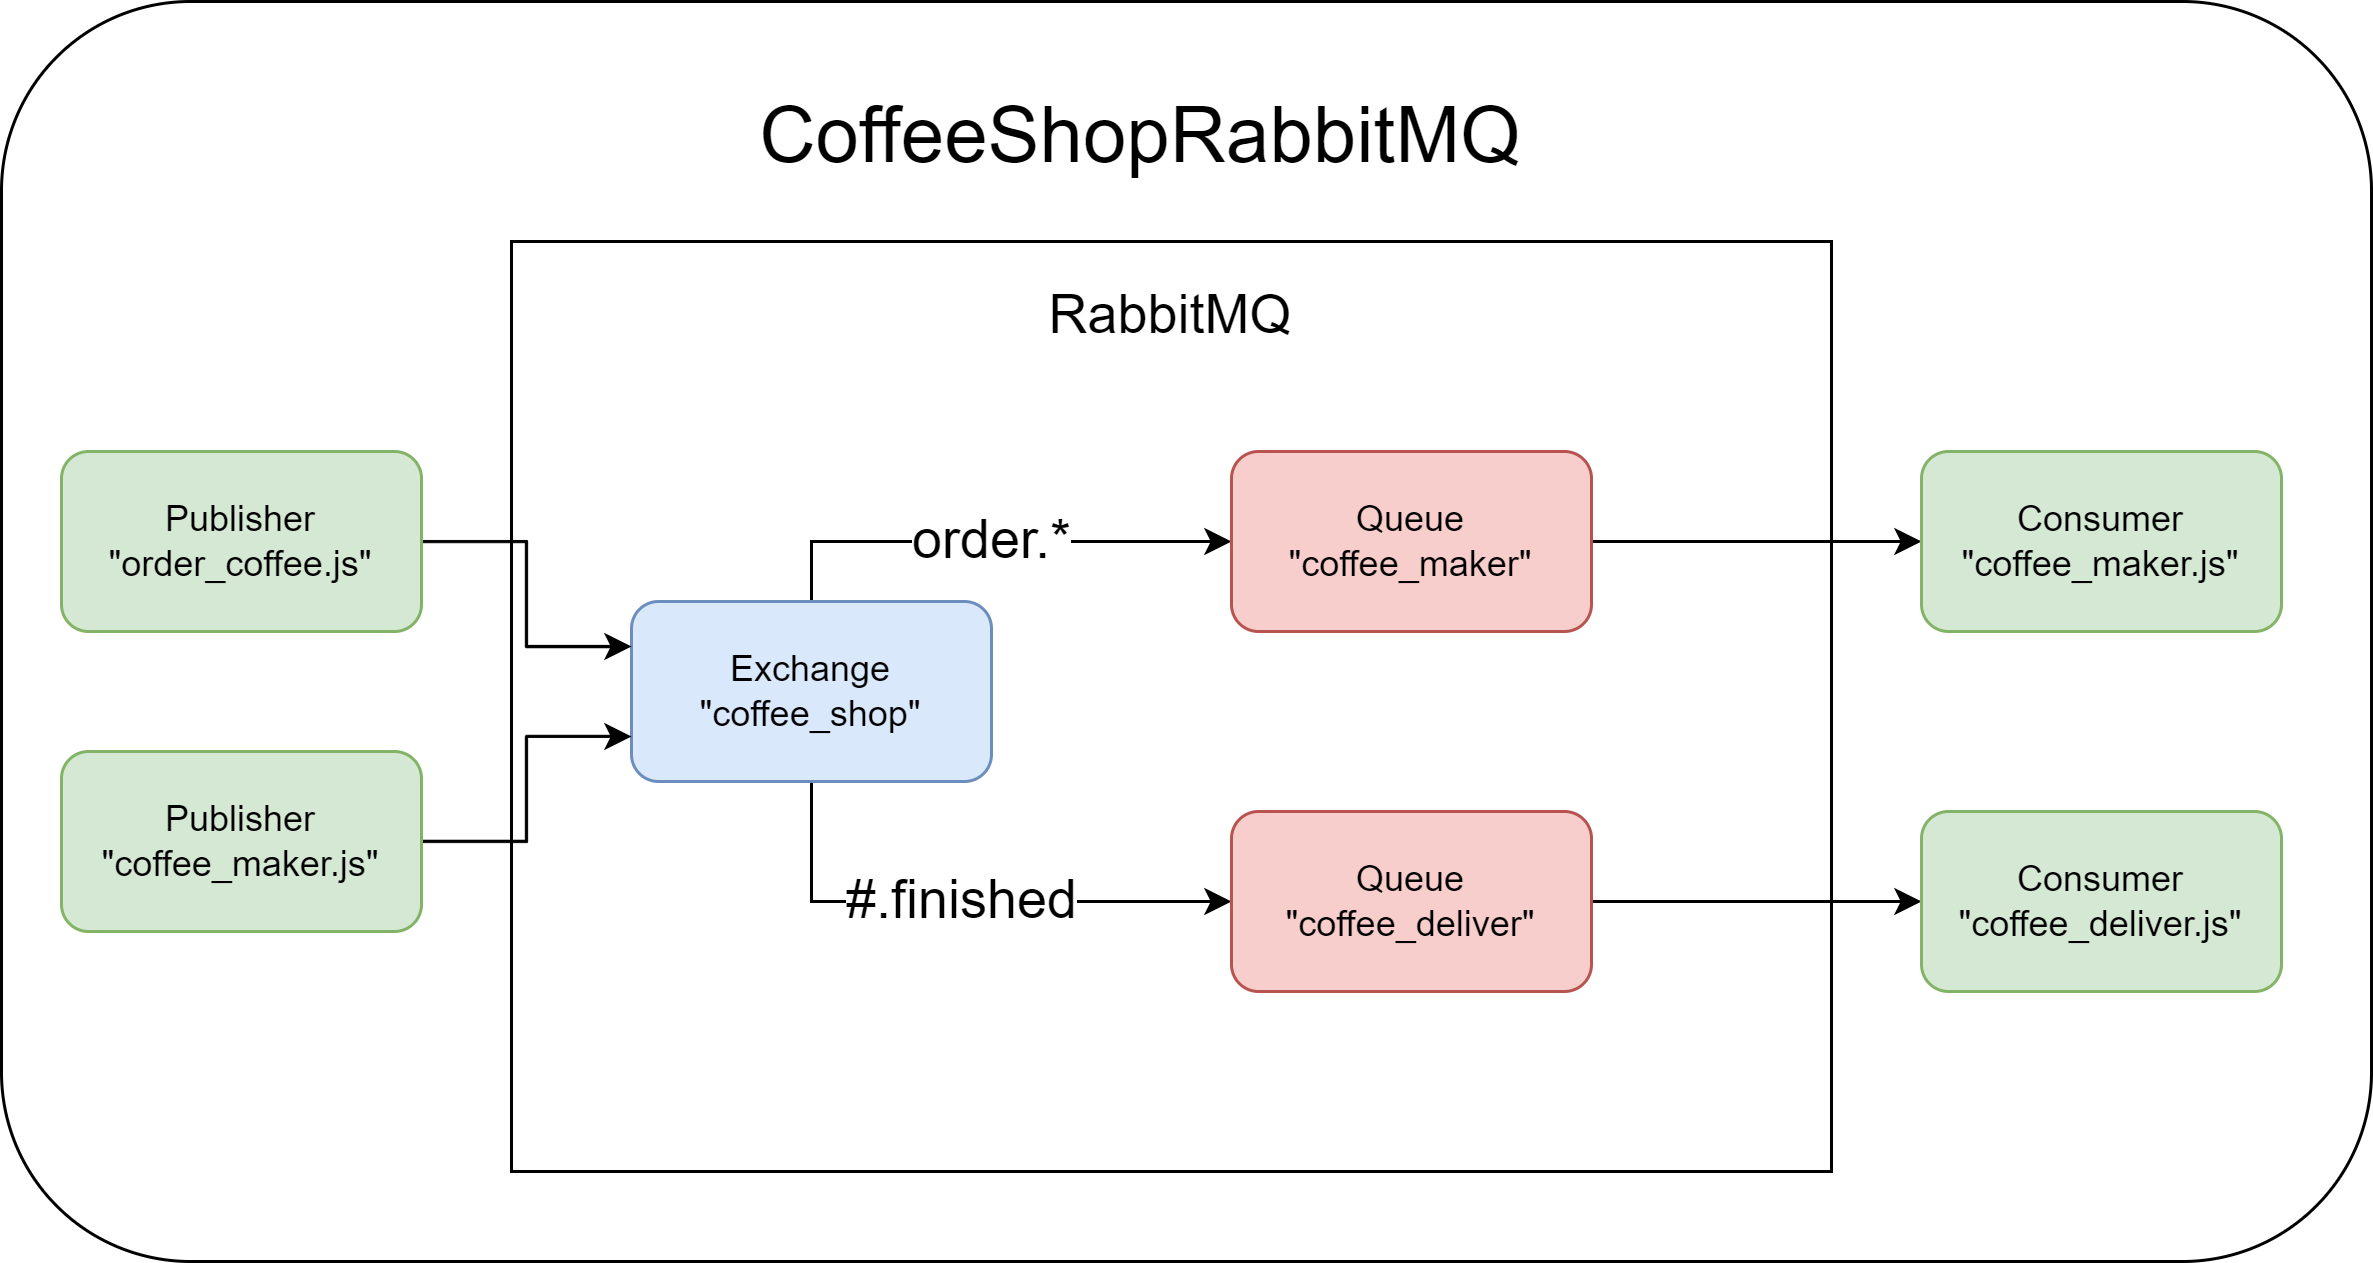 CoffeeShopRabbitMQ
RabbitMQ
Publisher
"order_coffee.js"
Publisher
"coffee_maker.js"
Exchange
"coffee_shop"
order.*
#.finished
Queue
"coffee_maker"
Queue
"coffee_deliver"
Consumer
"coffee_maker.js"
Consumer
"coffee_deliver.js"